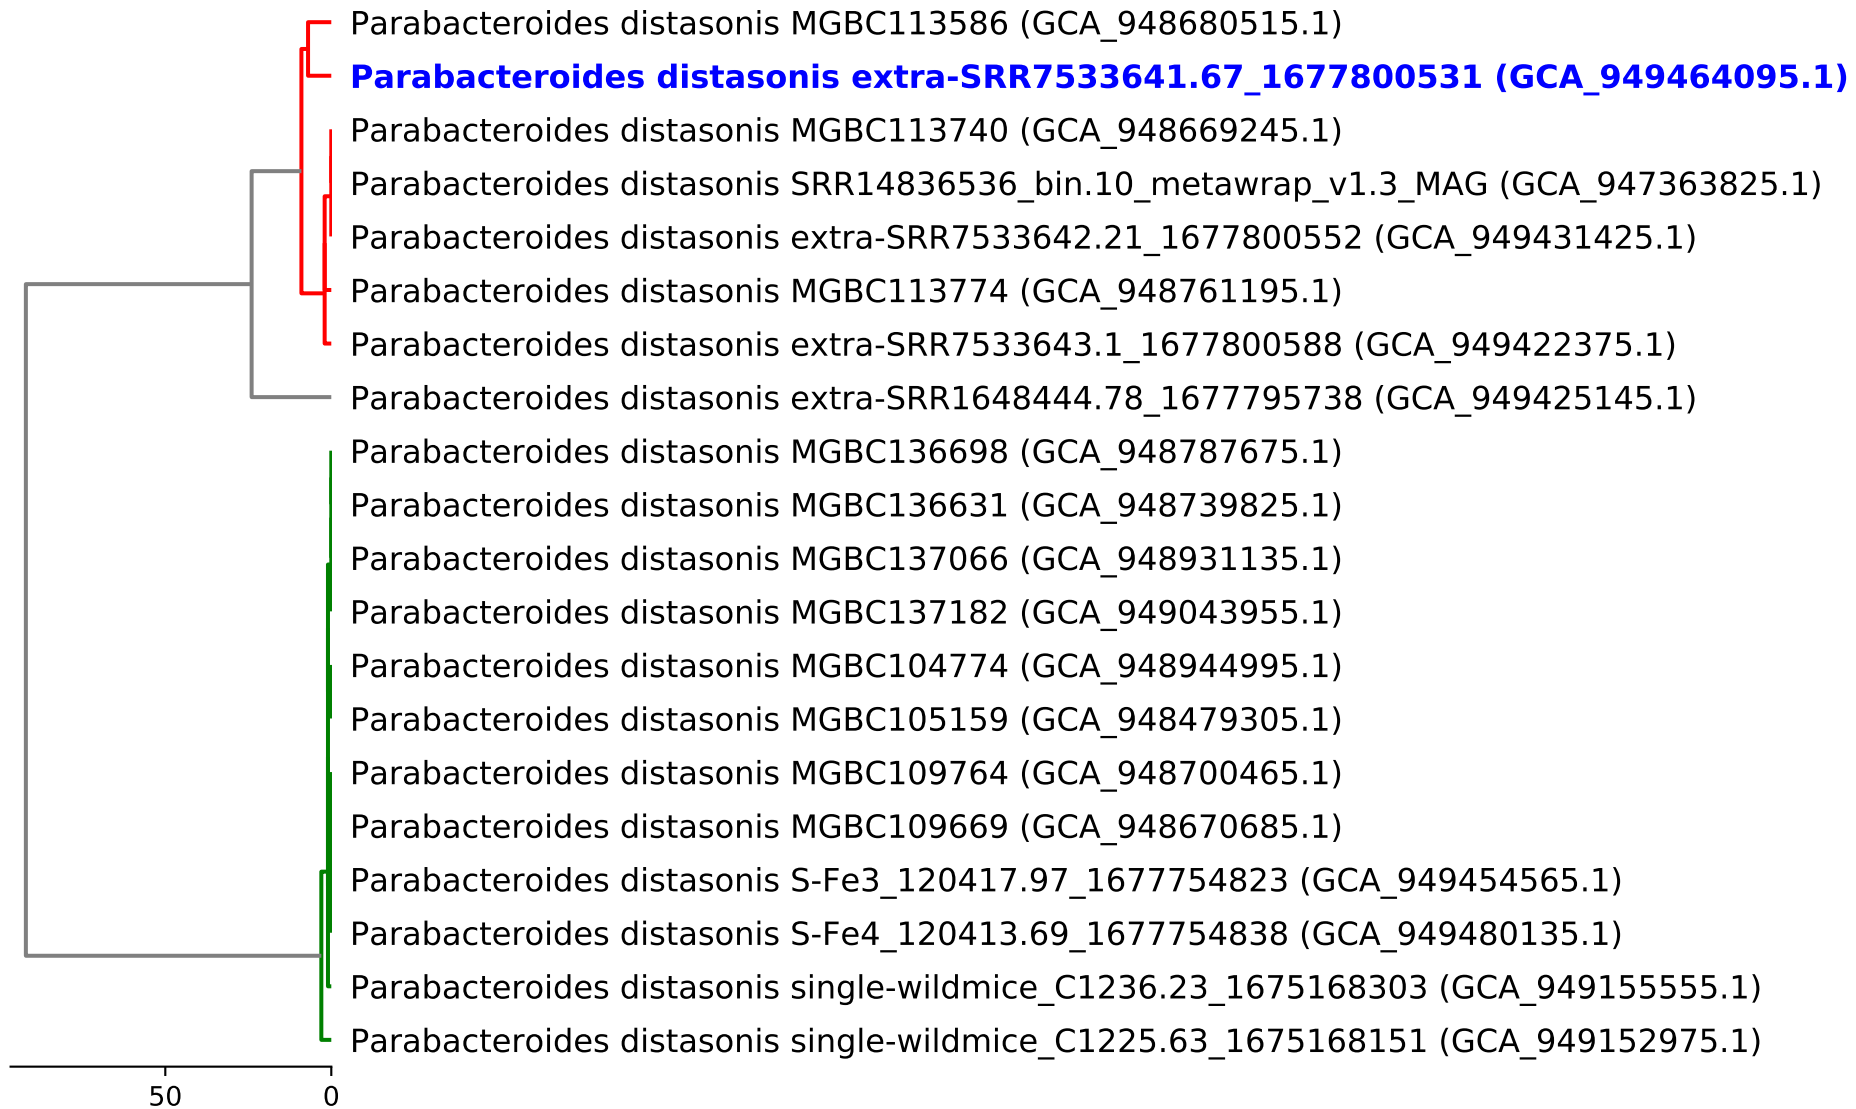 Parabacteroides distasonis MGBC113586 (GCA_948680515.1)
Parabacteroides distasonis extra-SRR7533641.67_1677800531 (GCA_949464095.1)
Parabacteroides distasonis MGBC113740 (GCA_948669245.1)
Parabacteroides distasonis SRR14836536_bin.10_metawrap_v1.3_MAG (GCA_947363825.1)
Parabacteroides distasonis extra-SRR7533642.21_1677800552 (GCA_949431425.1)
Parabacteroides distasonis MGBC113774 (GCA_948761195.1)
Parabacteroides distasonis extra-SRR7533643.1_1677800588 (GCA_949422375.1)
Parabacteroides distasonis extra-SRR1648444.78_1677795738 (GCA_949425145.1)
Parabacteroides distasonis MGBC136698 (GCA_948787675.1)
Parabacteroides distasonis MGBC136631 (GCA_948739825.1)
Parabacteroides distasonis MGBC137066 (GCA_948931135.1)
Parabacteroides distasonis MGBC137182 (GCA_949043955.1)
Parabacteroides distasonis MGBC104774 (GCA_948944995.1)
Parabacteroides distasonis MGBC105159 (GCA_948479305.1)
Parabacteroides distasonis MGBC109764 (GCA_948700465.1)
Parabacteroides distasonis MGBC109669 (GCA_948670685.1)
Parabacteroides distasonis S-Fe3_120417.97_1677754823 (GCA_949454565.1)
Parabacteroides distasonis S-Fe4_120413.69_1677754838 (GCA_949480135.1)
Parabacteroides distasonis single-wildmice_C1236.23_1675168303 (GCA_949155555.1)
Parabacteroides distasonis single-wildmice_C1225.63_1675168151 (GCA_949152975.1)
50 0